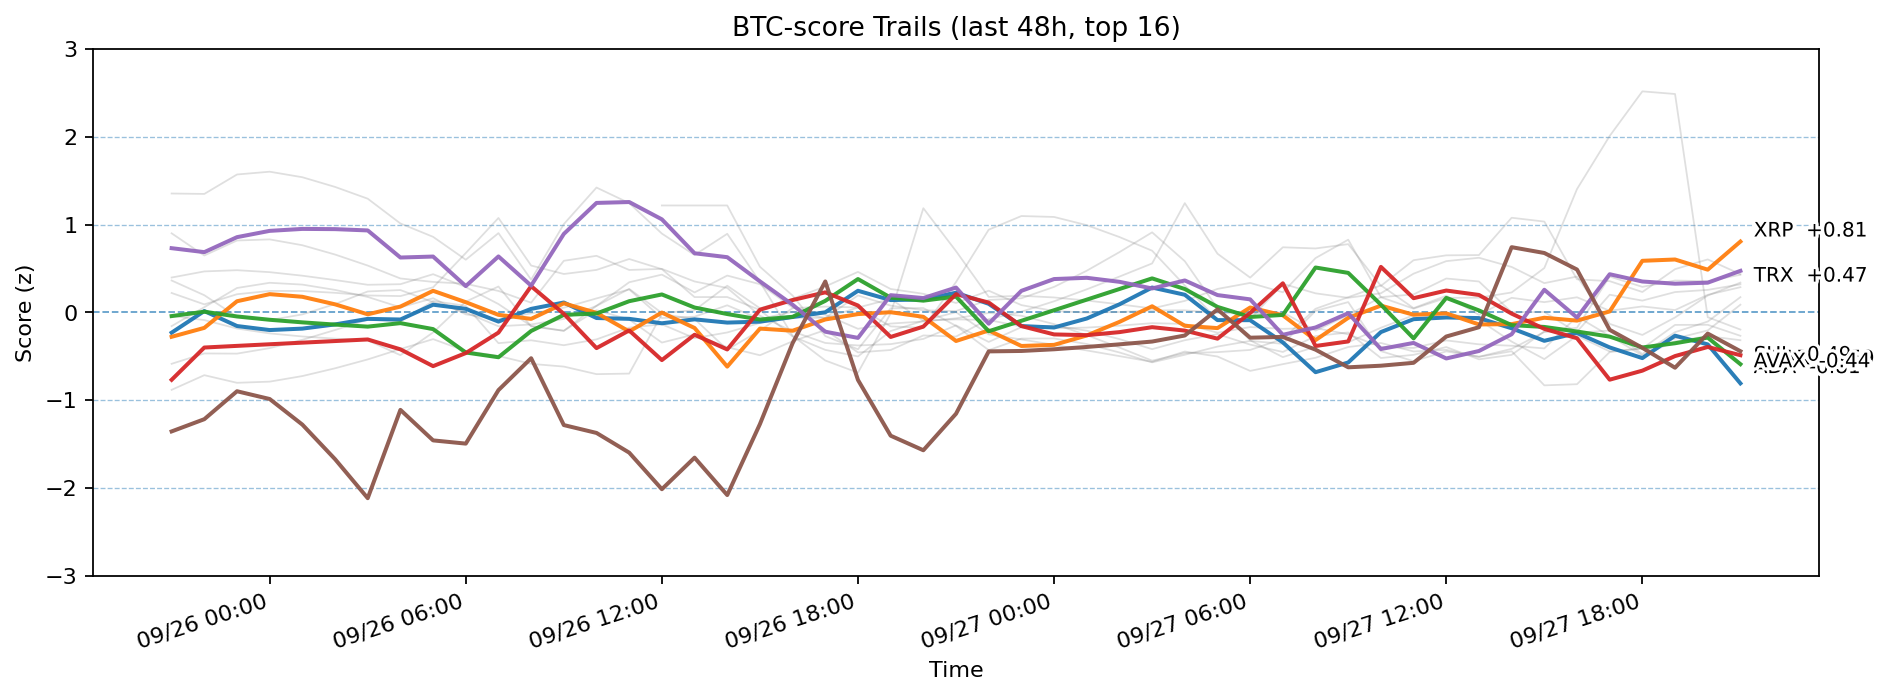 BTC-score Trails (last 48h, top 16)
Score (z)
3
2
1
0
−1
−2
−3
XRP +0.81
TRX +0.47
AVAX -0.44
09/26 00:00
09/26 06:00
09/26 12:00
09/26 18:00
09/27 00:00
09/27 06:00
09/27 12:00
09/27 18:00
Time